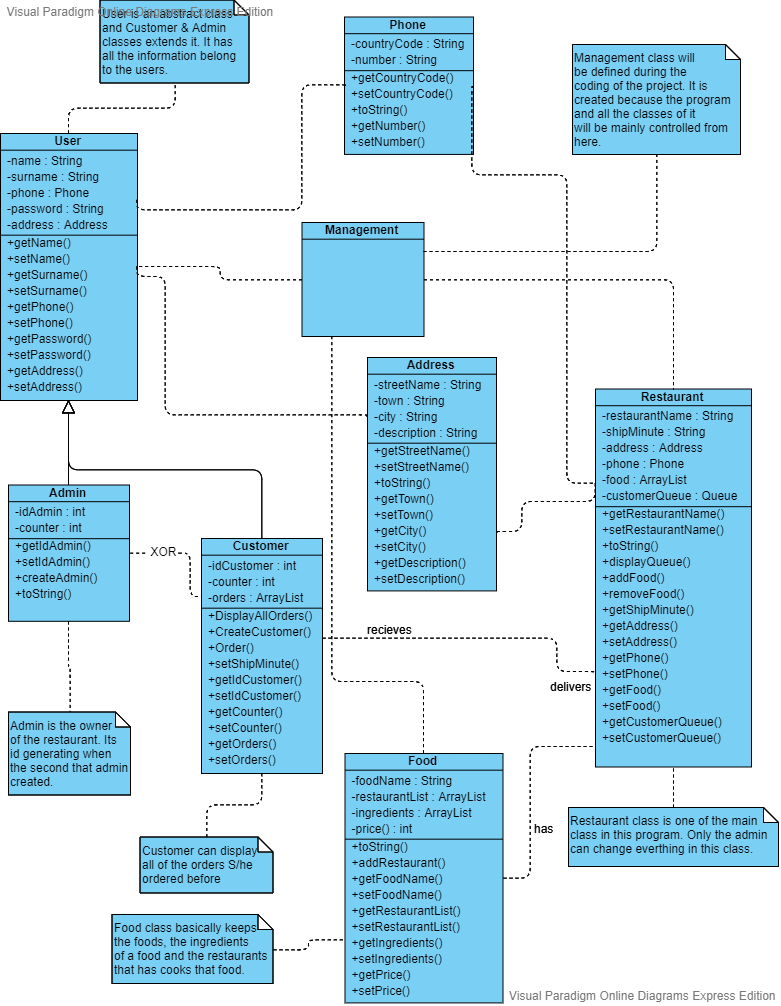 Visual Paradigm Online Diagrams Express Edition
User is an abstract class
and Customer & Admin
classes extends it. It has
all the information belong
to the users.
Phone
-countryCode : String
-number : String
+getCountryCode()
+setCountryCode()
+toString()
+getNumber()
+setNumber()
Management class will
be defined during the
coding of the project. It is
created because the program
and all the classes of it
will be mainly controlled from
here.
User
-name : String
-surname : String
-phone : Phone
-password : String
-address : Address
+getName()
+setName()
+getSurname()
+setSurname()
+getPhone()
+setPhone()
+getPassword()
+setPassword()
+getAddress()
+setAddress()
Management
Address
-streetName : String
-town : String
-city : String
-description : String
+getStreetName()
+setStreetName()
+toString()
+getTown()
+setTown()
+getCity()
+setCity()
+getDescription()
+setDescription()
Restaurant
-restaurantName : String
-shipMinute : String
-address : Address
-phone : Phone
-food : ArrayList
-customerQueue : Queue
+getRestaurantName()
+setRestaurantName()
+toString()
+displayQueue()
+addFood()
+removeFood()
+getShipMinute()
+getAddress()
+setAddress()
+getPhone()
+setPhone()
+getFood()
+setFood()
+getCustomerQueue()
+setCustomerQueue()
Admin
-idAdmin : int
-counter : int
+getIdAdmin()
+setIdAdmin()
+createAdmin()
+toString()
XOR
Customer
-idCustomer : int
-counter : int
-orders : ArrayList
+DisplayAllOrders()
+CreateCustomer()
+Order()
+setShipMinute()
+getIdCustomer()
+setIdCustomer()
+getCounter()
+setCounter()
+getOrders()
+setOrders()
recieves
delivers
Admin is the owner
of the restaurant. Its
id generating when
the second that admin
created.
Food
-foodName : String
-restaurantList : ArrayList
-ingredients : ArrayList
-price() : int
+toString()
+addRestaurant()
+getFoodName()
+setFoodName()
+getRestaurantList()
+setRestaurantList()
+getIngredients()
+setIngredients()
+getPrice()
+setPrice()
has
Restaurant class is one of the main
class in this program. Only the admin
can change everthing in this class.
Customer can display
all of the orders S/he
ordered before
Food class basically keeps
the foods, the ingredients
of a food and the restaurants
that has cooks that food.
Visual Paradigm Online Diagrams Express Edition